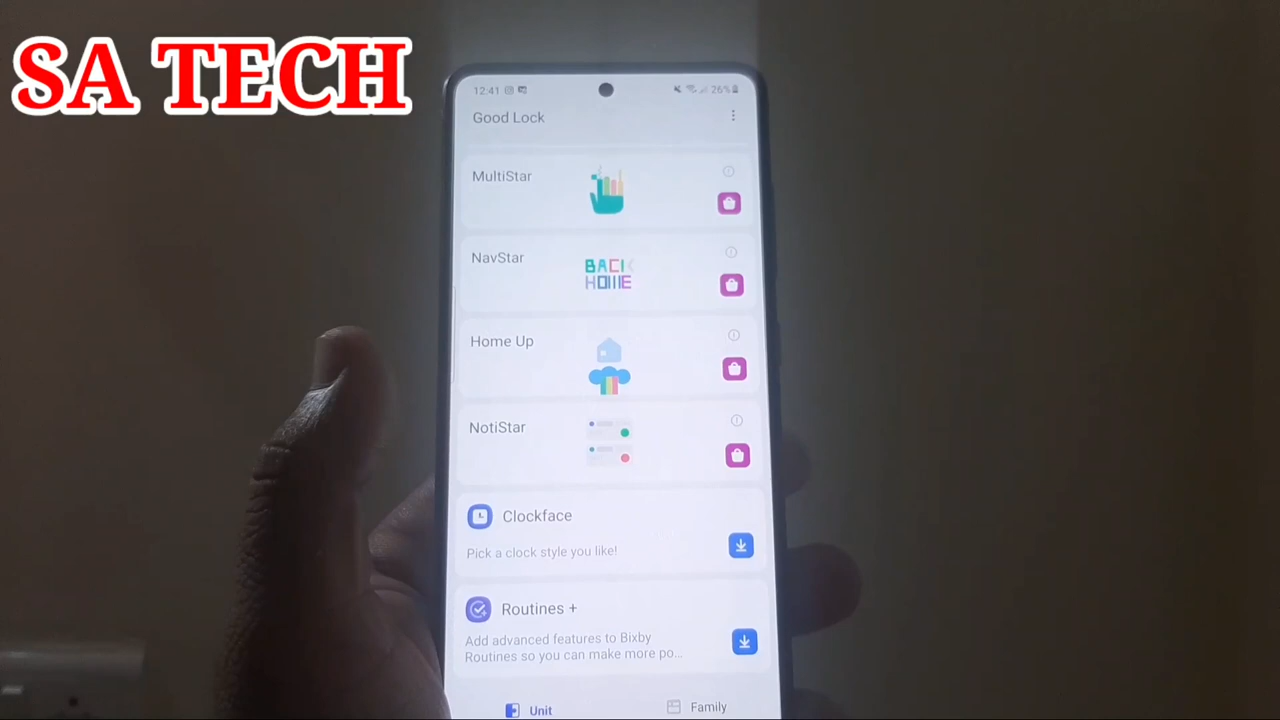 SA TECH
12:41
26%
Good Lock
MultiStar
NavStar
BACK
HOME
Home Up
NotiStar
Clockface
Pick a clock style you like!
Routines +
Add advanced features to Bixby
Routines so you can make more po...
Unit
Family